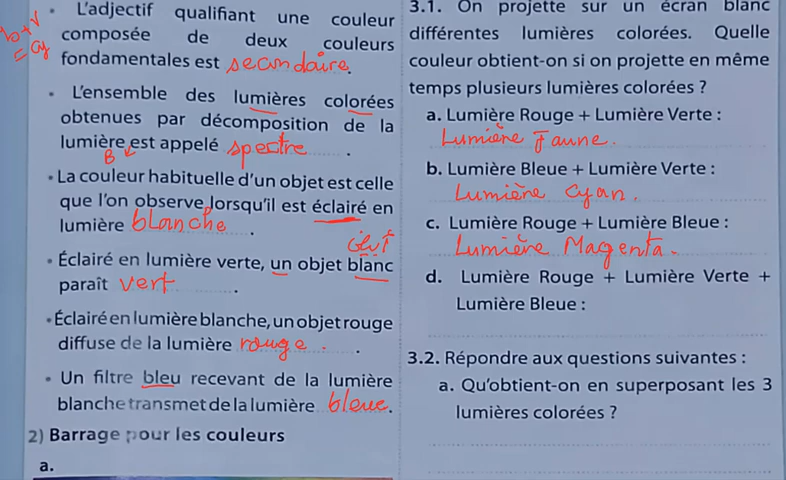 b+v
= cy
• L'adjectif qualifiant une couleur
composée de deux couleurs
fondamentales est secondaire.
• L'ensemble des lumières colorées
obtenues par décomposition de la
lumière est appelé spectre.
B
• La couleur habituelle d'un objet est celle
que l'on observe lorsqu'il est éclairé en
lumière blanche.
• Éclairé en lumière verte, un objet blanc
paraît vert.
• Éclairé en lumière blanche, un objet rouge
diffuse de la lumière rouge.
• Un filtre bleu recevant de la lumière
blanche transmet de la lumière bleue.
2) Barrage pour les couleurs
a.
3.1. On projette sur un écran blanc
différentes lumières colorées. Quelle
couleur obtient-on si on projette en même
temps plusieurs lumières colorées ?
a. Lumière Rouge + Lumière Verte :
Lumière Jaune.
b. Lumière Bleue + Lumière Verte :
Lumière Cyan.
c. Lumière Rouge + Lumière Bleue :
Lumière Magenta.
d. Lumière Rouge + Lumière Verte +
Lumière Bleue :
3.2. Répondre aux questions suivantes :
a. Qu'obtient-on en superposant les 3
lumières colorées ?